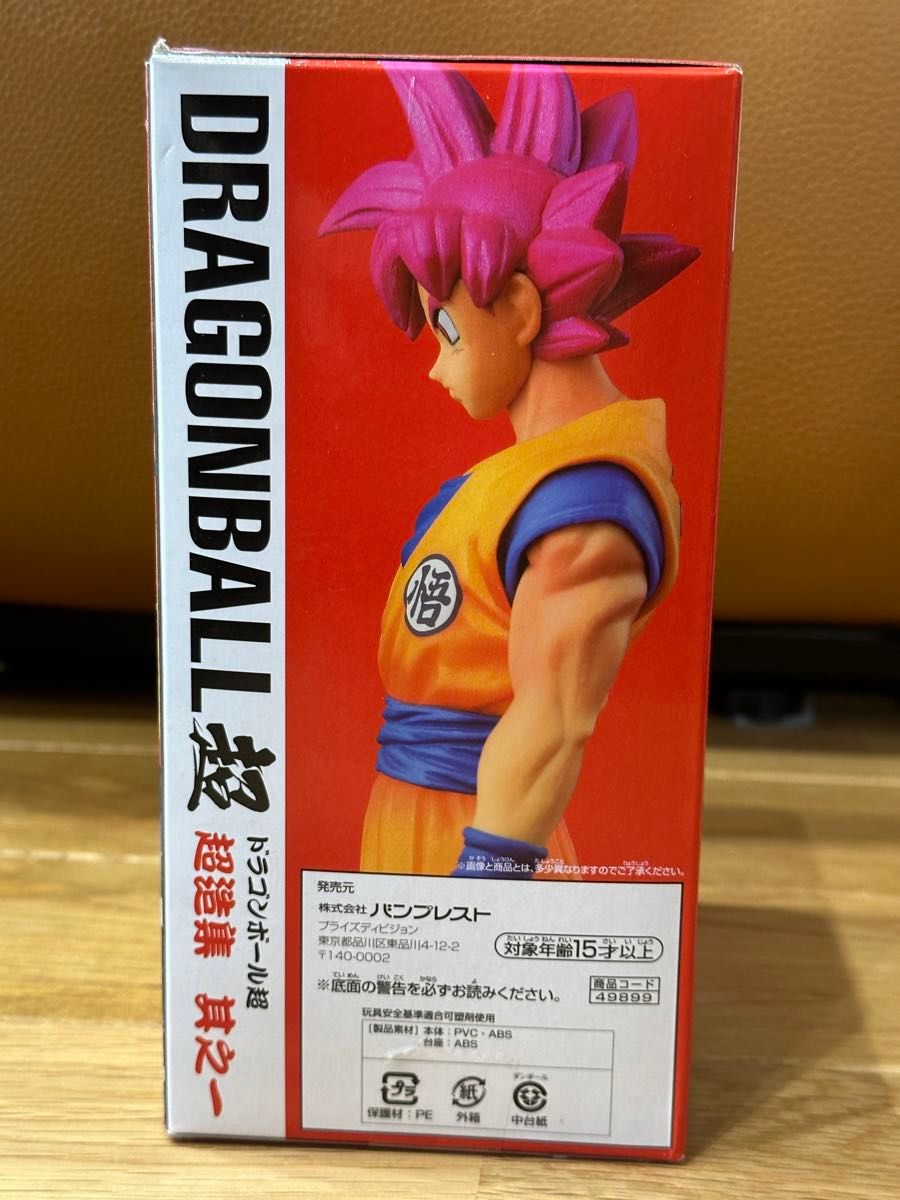 DRAGONBALL超
ドラゴンボール超
超造集 其之一
悟
※画像と商品とは、多少異なりますのでご了承ください。
発売元
株式会社 バンプレスト
プライズディビジョン
東京都品川区東品川4-12-2
〒140-0002
対象年齢15才以上
※底面の警告を必ずお読みください。
商品コード
49899
玩具安全基準適合可塑剤使用
[製品素材] 本体：PVC・ABS
台座：ABS
プラ
保護材：PE
紙
外箱
ダンボール
中台紙